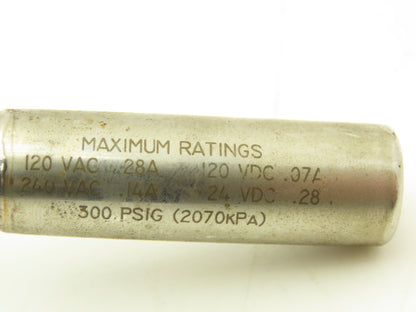 MAXIMUM RATINGS
120 VAC .28A 120 VDC .07A
240 VAC .14A 24 VDC .28
300 PSIG (2070kPA)